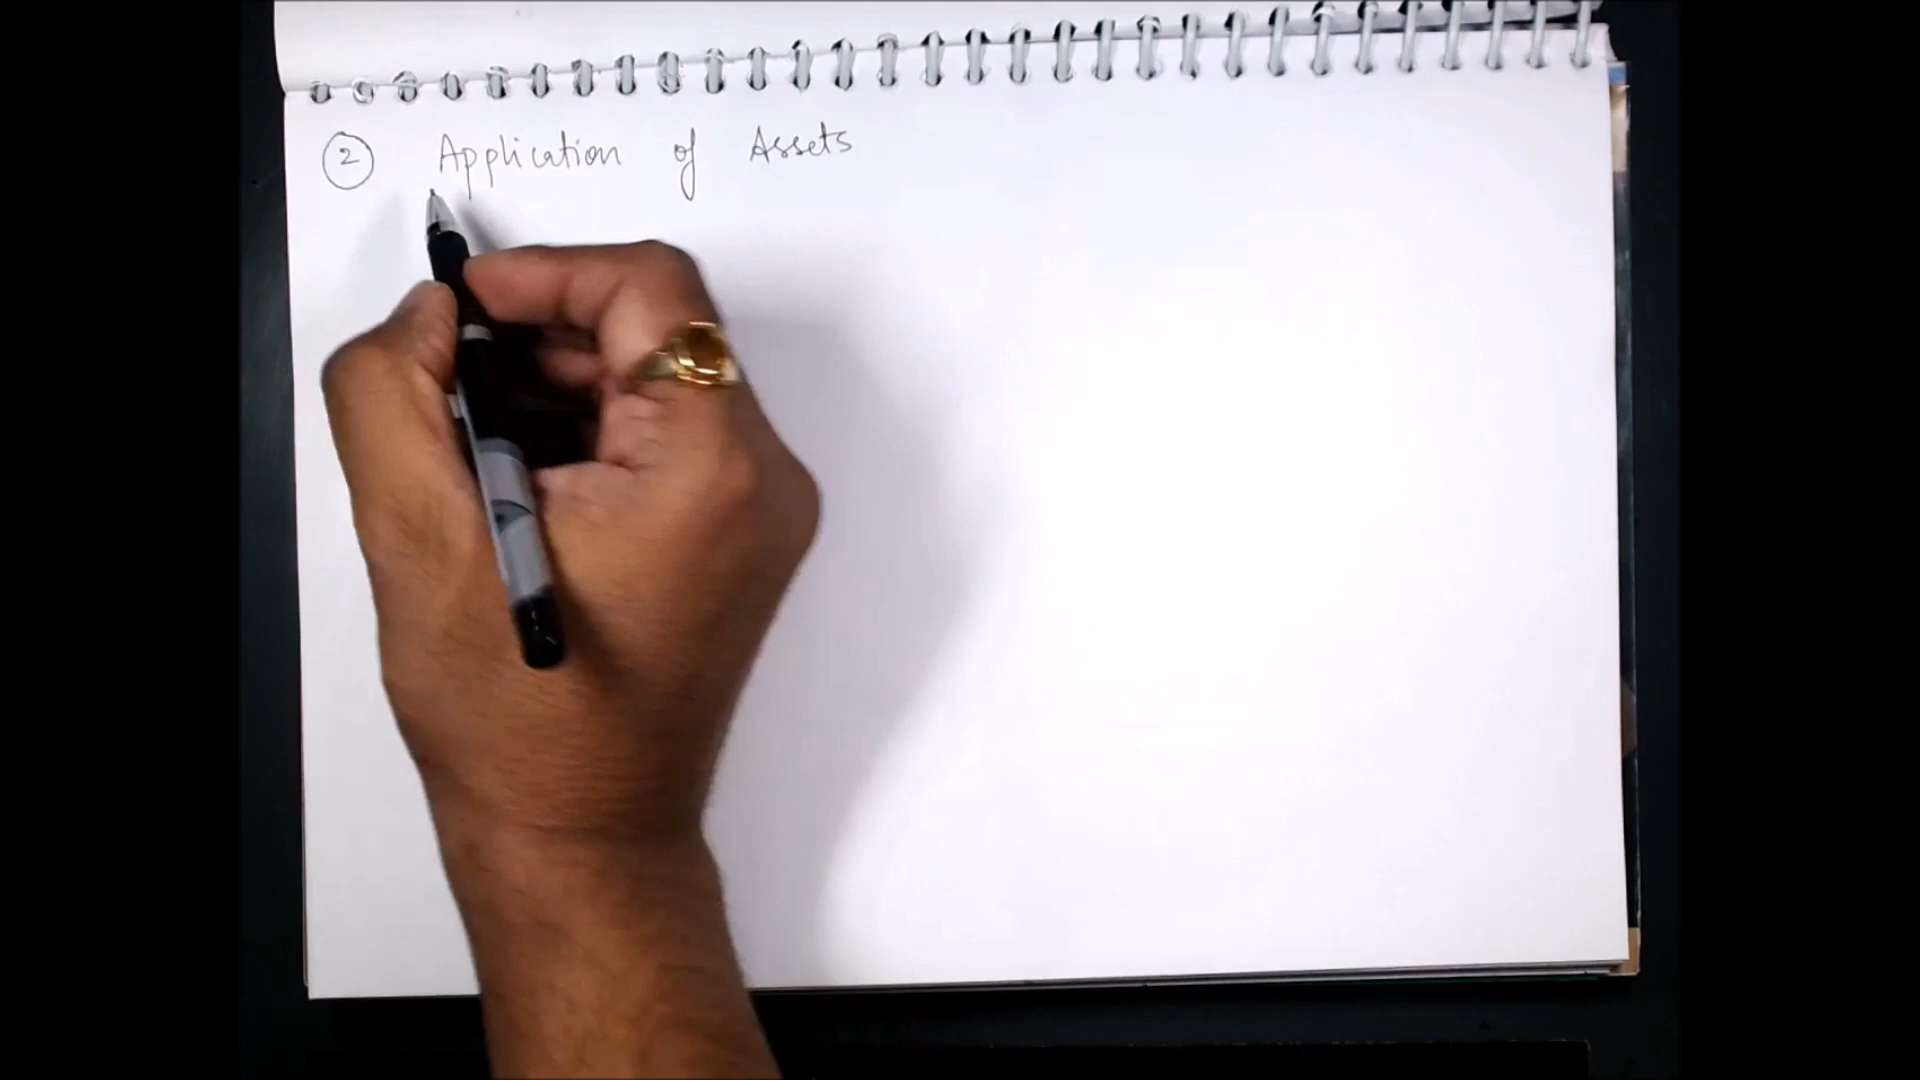 ② Application of Assets